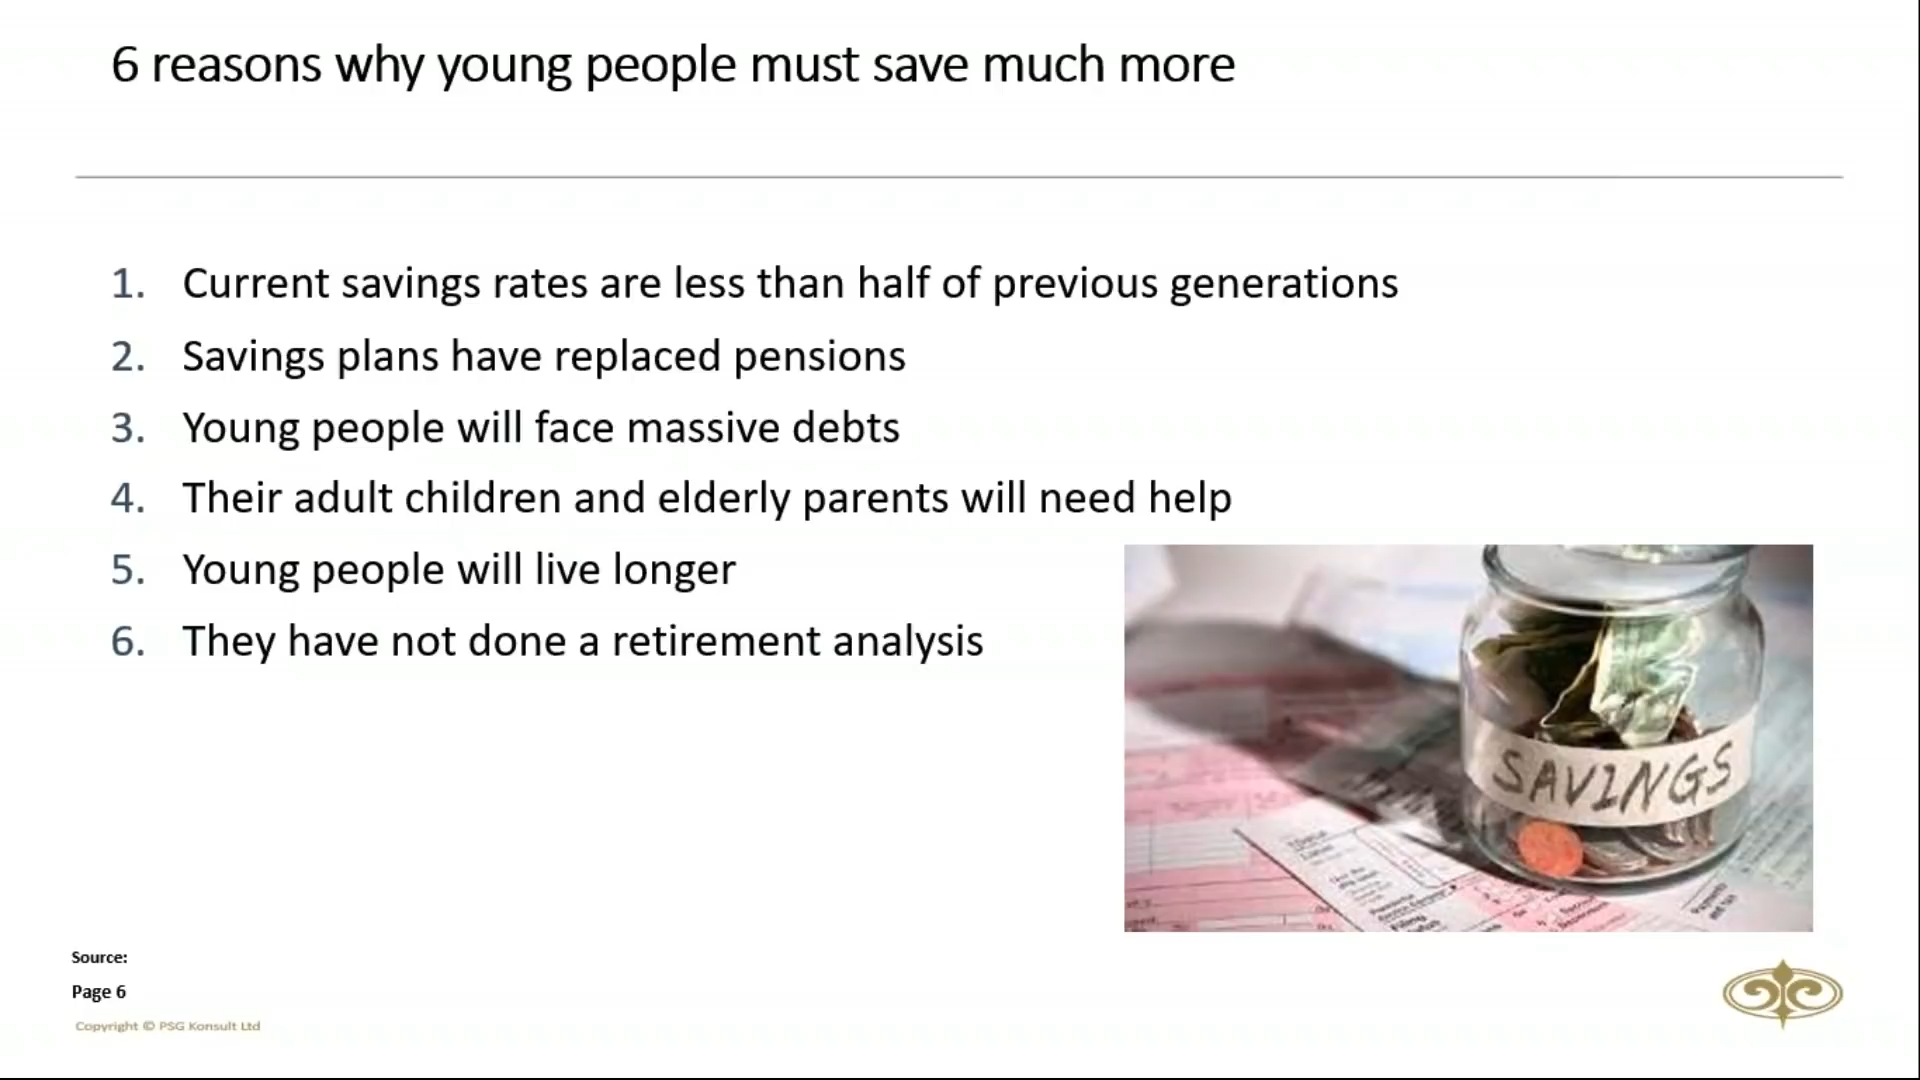 6 reasons why young people must save much more
1. Current savings rates are less than half of previous generations
2. Savings plans have replaced pensions
3. Young people will face massive debts
4. Their adult children and elderly parents will need help
5. Young people will live longer
6. They have not done a retirement analysis
SAVINGS
Source:
Page 6
Copyright © PSG Konsult Ltd